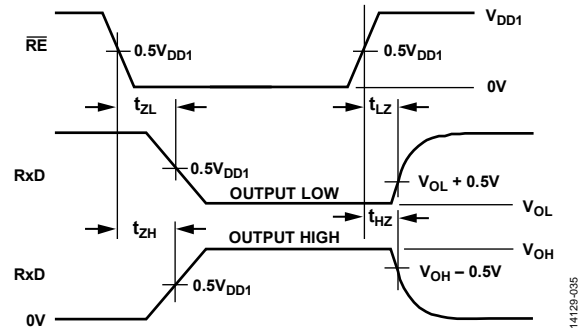 VDD1
RE
0.5VDD1
0.5VDD1
0V
tZL
tLZ
0.5VDD1
RxD
VOL + 0.5V
OUTPUT LOW
VOL
tZH
OUTPUT HIGH
tHZ
VOH
RxD
VOH – 0.5V
0.5VDD1
0V
14129-035